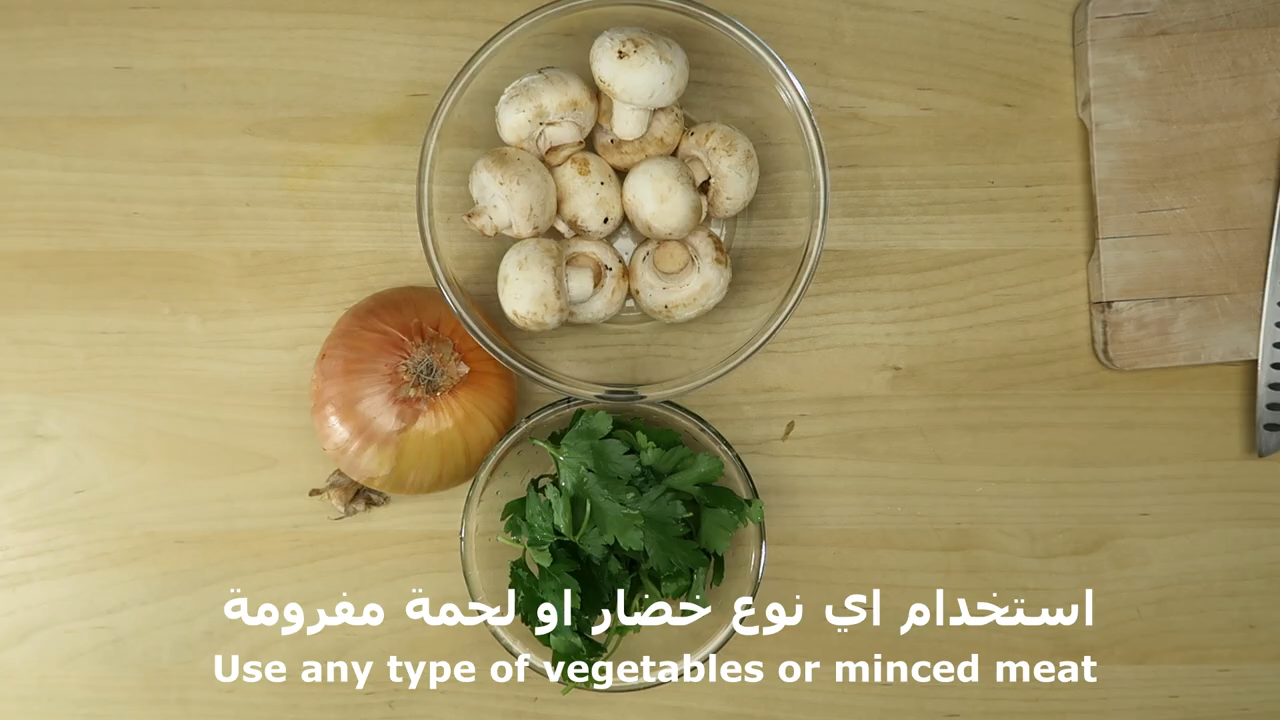 استخدام اي نوع خضار او لحمة مفرومة
Use any type of vegetables or minced meat